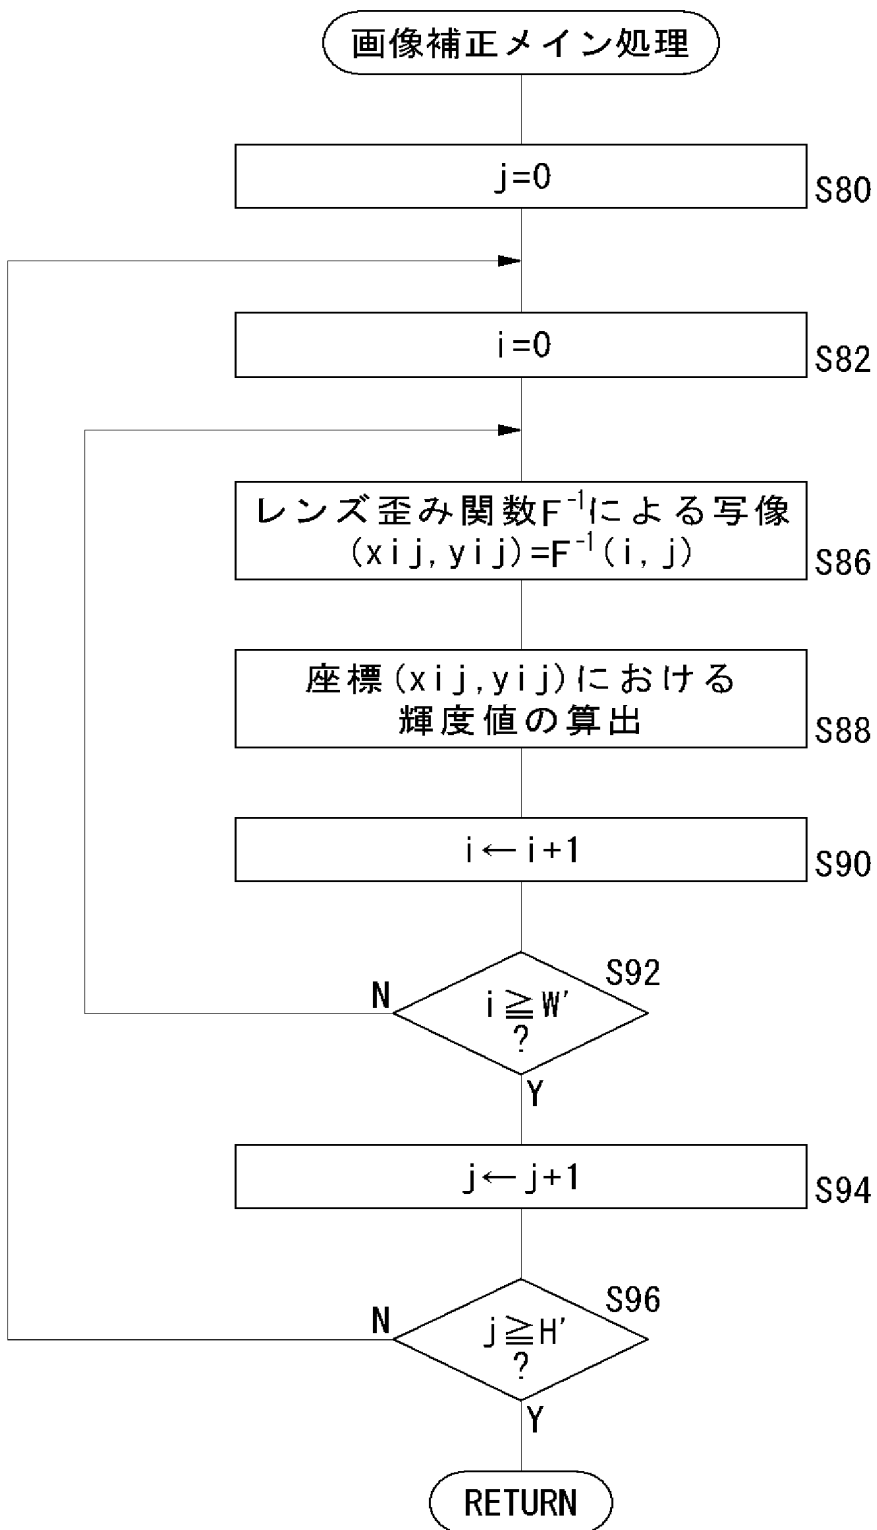 画像補正メイン処理
j=0
S80
i=0
S82
レンズ歪み関数F⁻¹による写像
(xij,yij)=F⁻¹(i,j)
S86
座標(xij,yij)における
輝度値の算出
S88
i←i+1
S90
S92
N
i≧W'
?
Y
j←j+1
S94
S96
N
j≧H'
?
Y
RETURN